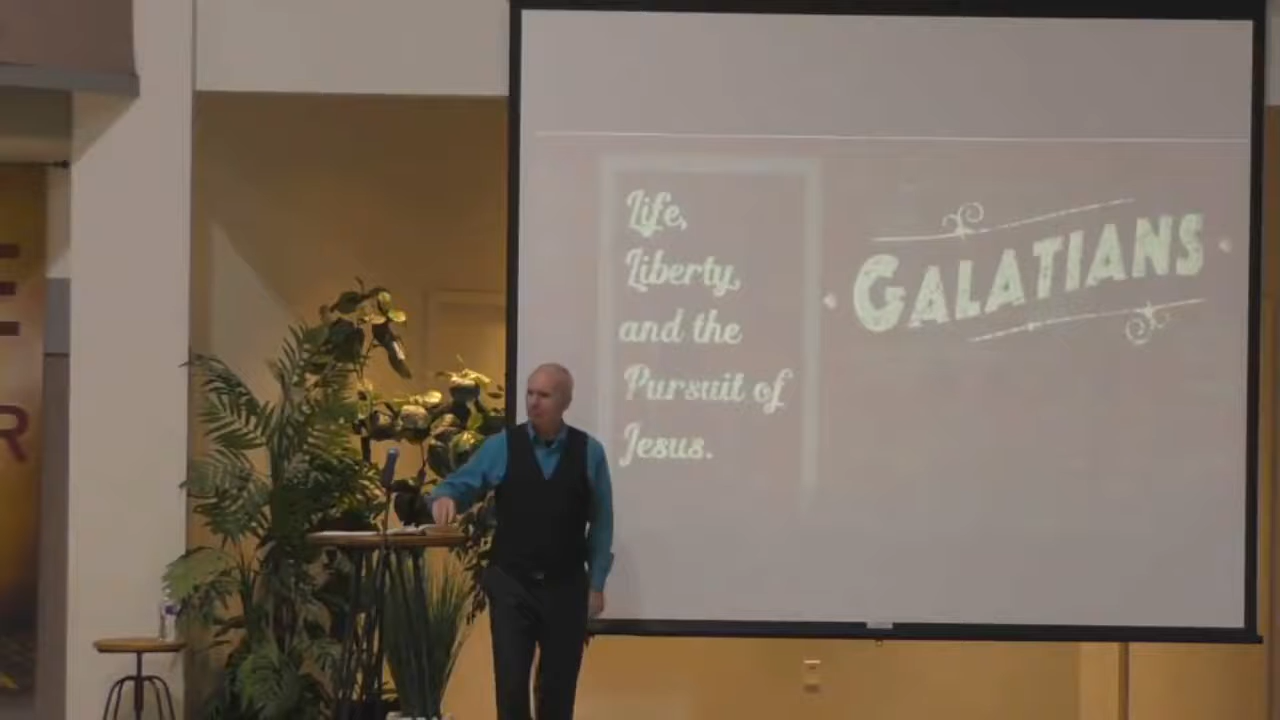 Life,
Liberty,
and the
Pursuit of
Jesus.
GALATIANS
E
R